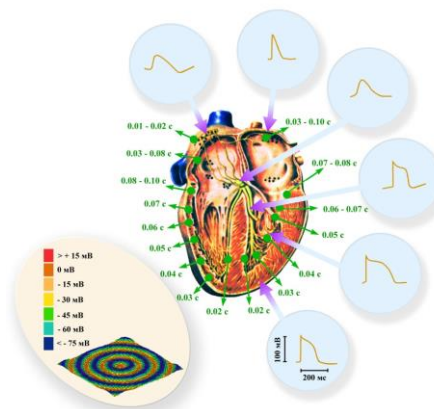 0.01 - 0.02 с
0.03 - 0.10 с
0.03 - 0.08 с
0.07 - 0.08 с
0.08 - 0.10 с
0.07 с
0.06 - 0.07 с
0.06 с
0.05 с
0.05 с
0.04 с
0.04 с
0.03 с
0.03 с
0.02 с
0.02 с
> + 15 мВ
0 мВ
- 15 мВ
- 30 мВ
- 45 мВ
- 60 мВ
< - 75 мВ
100 мВ
200 мс